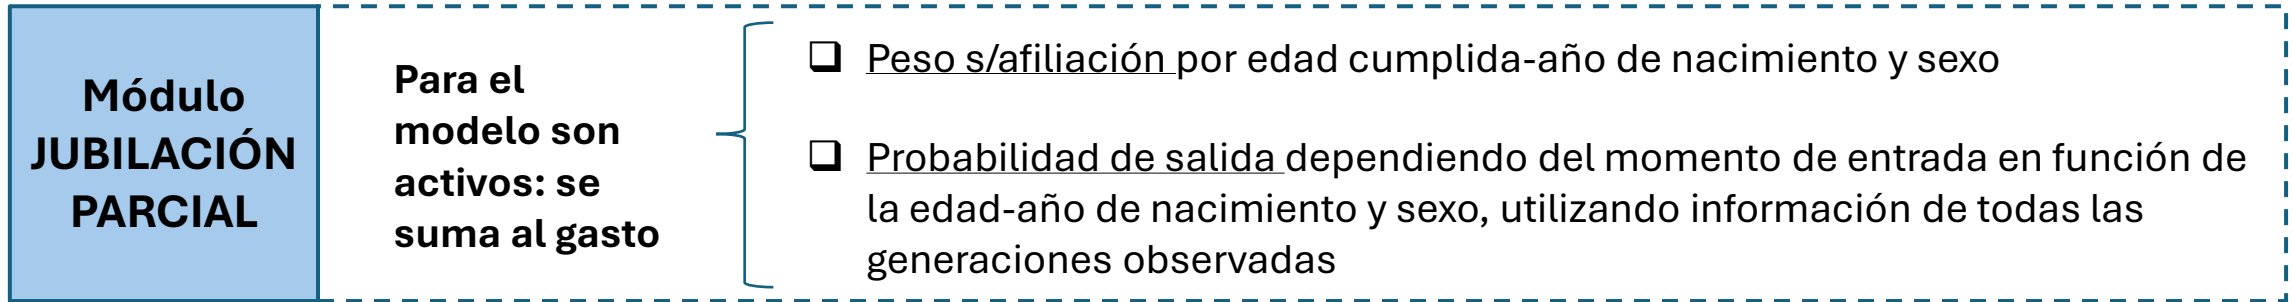 Módulo
JUBILACIÓN
PARCIAL
Para el
modelo son
activos: se
suma al gasto
❑ Peso s/afiliación por edad cumplida-año de nacimiento y sexo
❑ Probabilidad de salida dependiendo del momento de entrada en función de
la edad-año de nacimiento y sexo, utilizando información de todas las
generaciones observadas